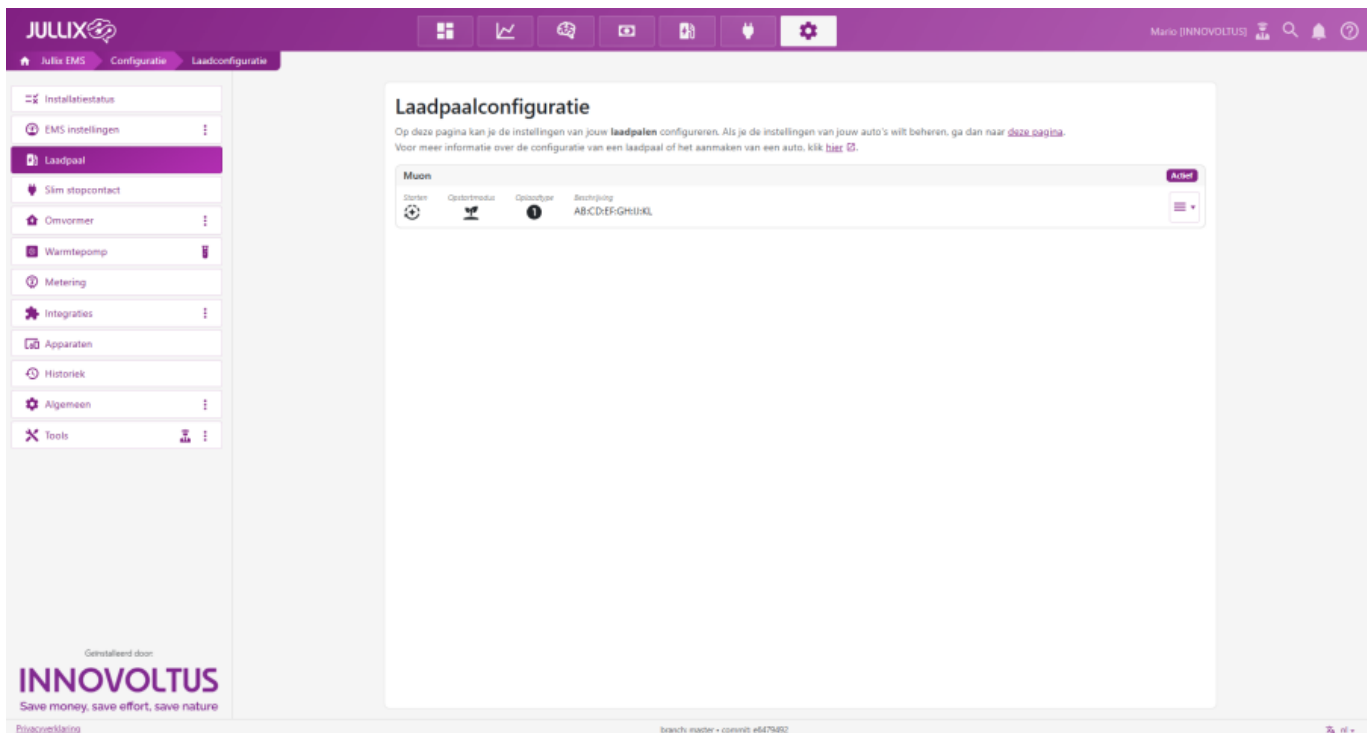 JULLIX
Mario [INNOVOLTUS]
Jullix EMS Configuratie Laadconfiguratie
Installatiestatus
EMS instellingen
Laadpaal
Slim stopcontact
Omvormer
Warmtepomp
Metering
Integraties
Apparaten
Historiek
Algemeen
Tools
Geïnstalleerd door:
INNOVOLTUS
Save money, save effort, save nature
Laadpaalconfiguratie
Op deze pagina kan je de instellingen van jouw laadpalen configureren. Als je de instellingen van jouw auto's wilt beheren, ga dan naar deze pagina.
Voor meer informatie over de configuratie van een laadpaal of het aanmaken van een auto, klik hier.
Muon Actief
Starten Opstartmodus Oplaadtype Beschrijving
1 AB:CD:EF:GH:IJ:KL
Privacyverklaring branch: master • commit: e6479492 nl